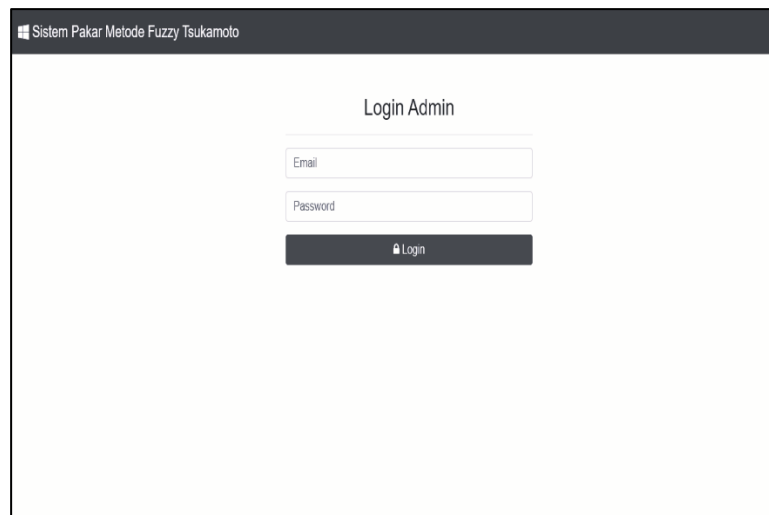 Sistem Pakar Metode Fuzzy Tsukamoto
Login Admin
Email
Password
Login